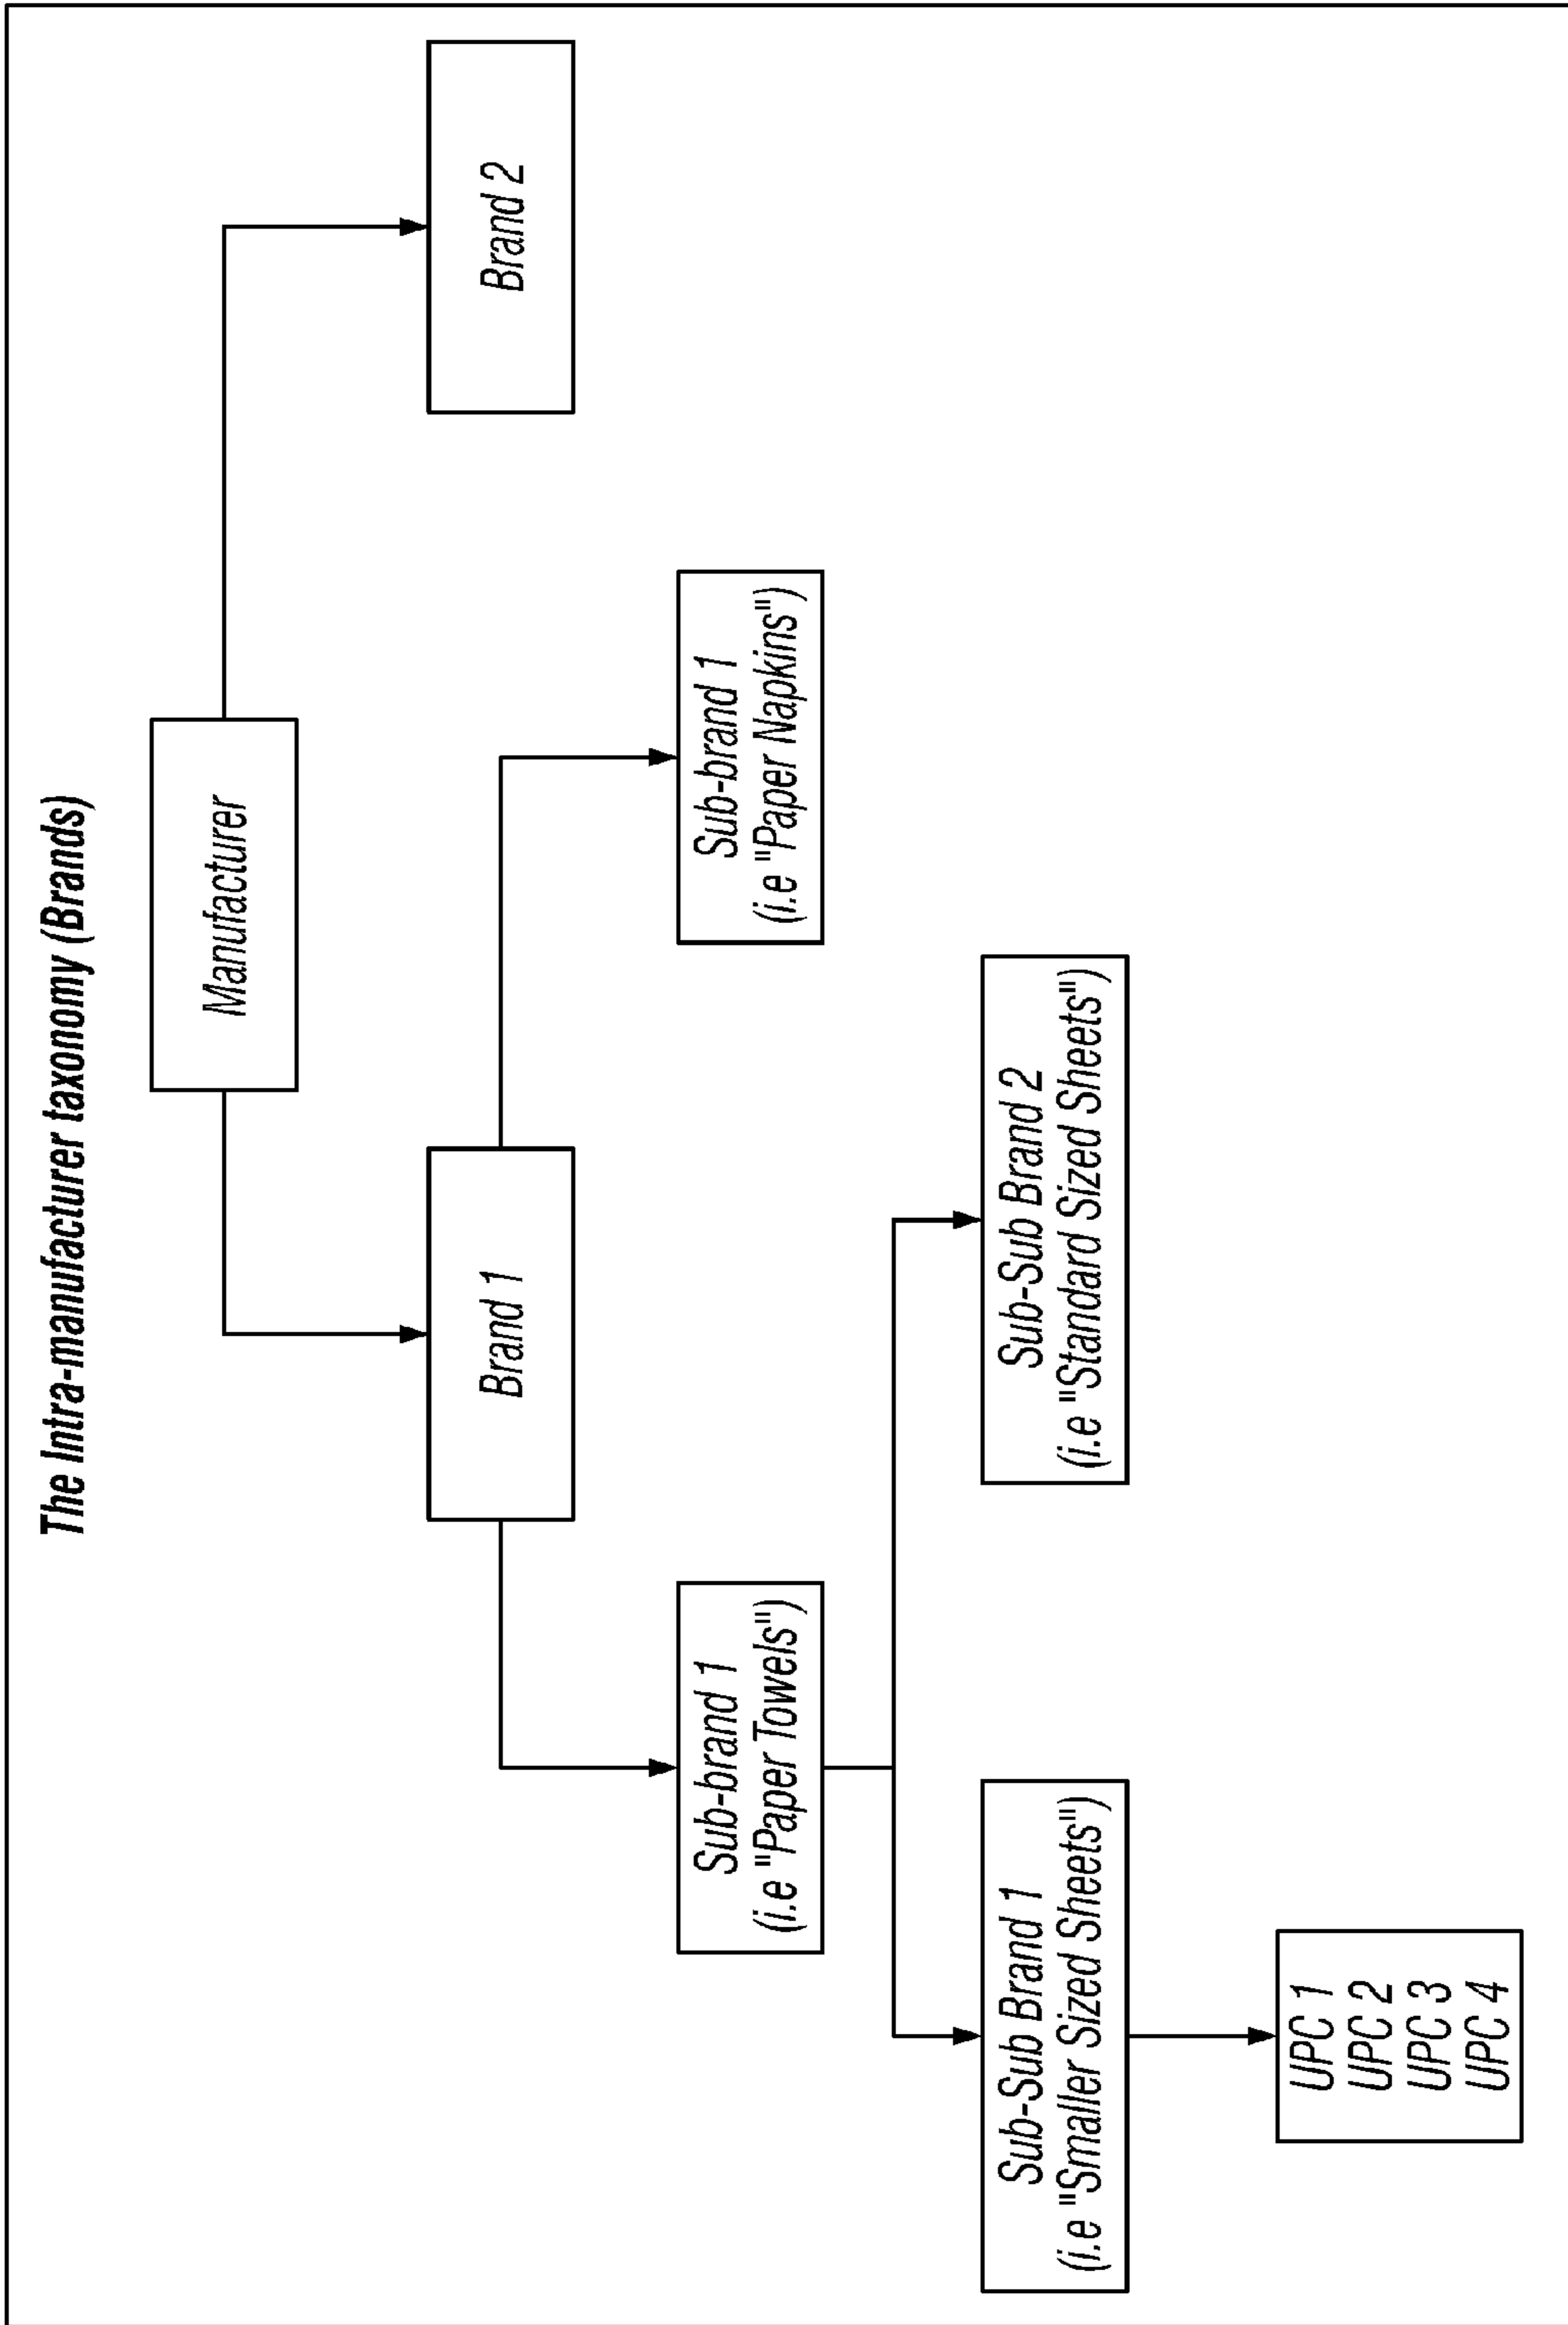 The Intra-manufacturer taxonomy (Brands)
Manufacturer
Brand 1
Brand 2
Sub-brand 1
(i.e "Paper Towels")
Sub-brand 1
(i.e "Paper Napkins")
Sub-Sub Brand 1
(i.e "Smaller Sized Sheets")
Sub-Sub Brand 2
(i.e "Standard Sized Sheets")
UPC 1
UPC 2
UPC 3
UPC 4